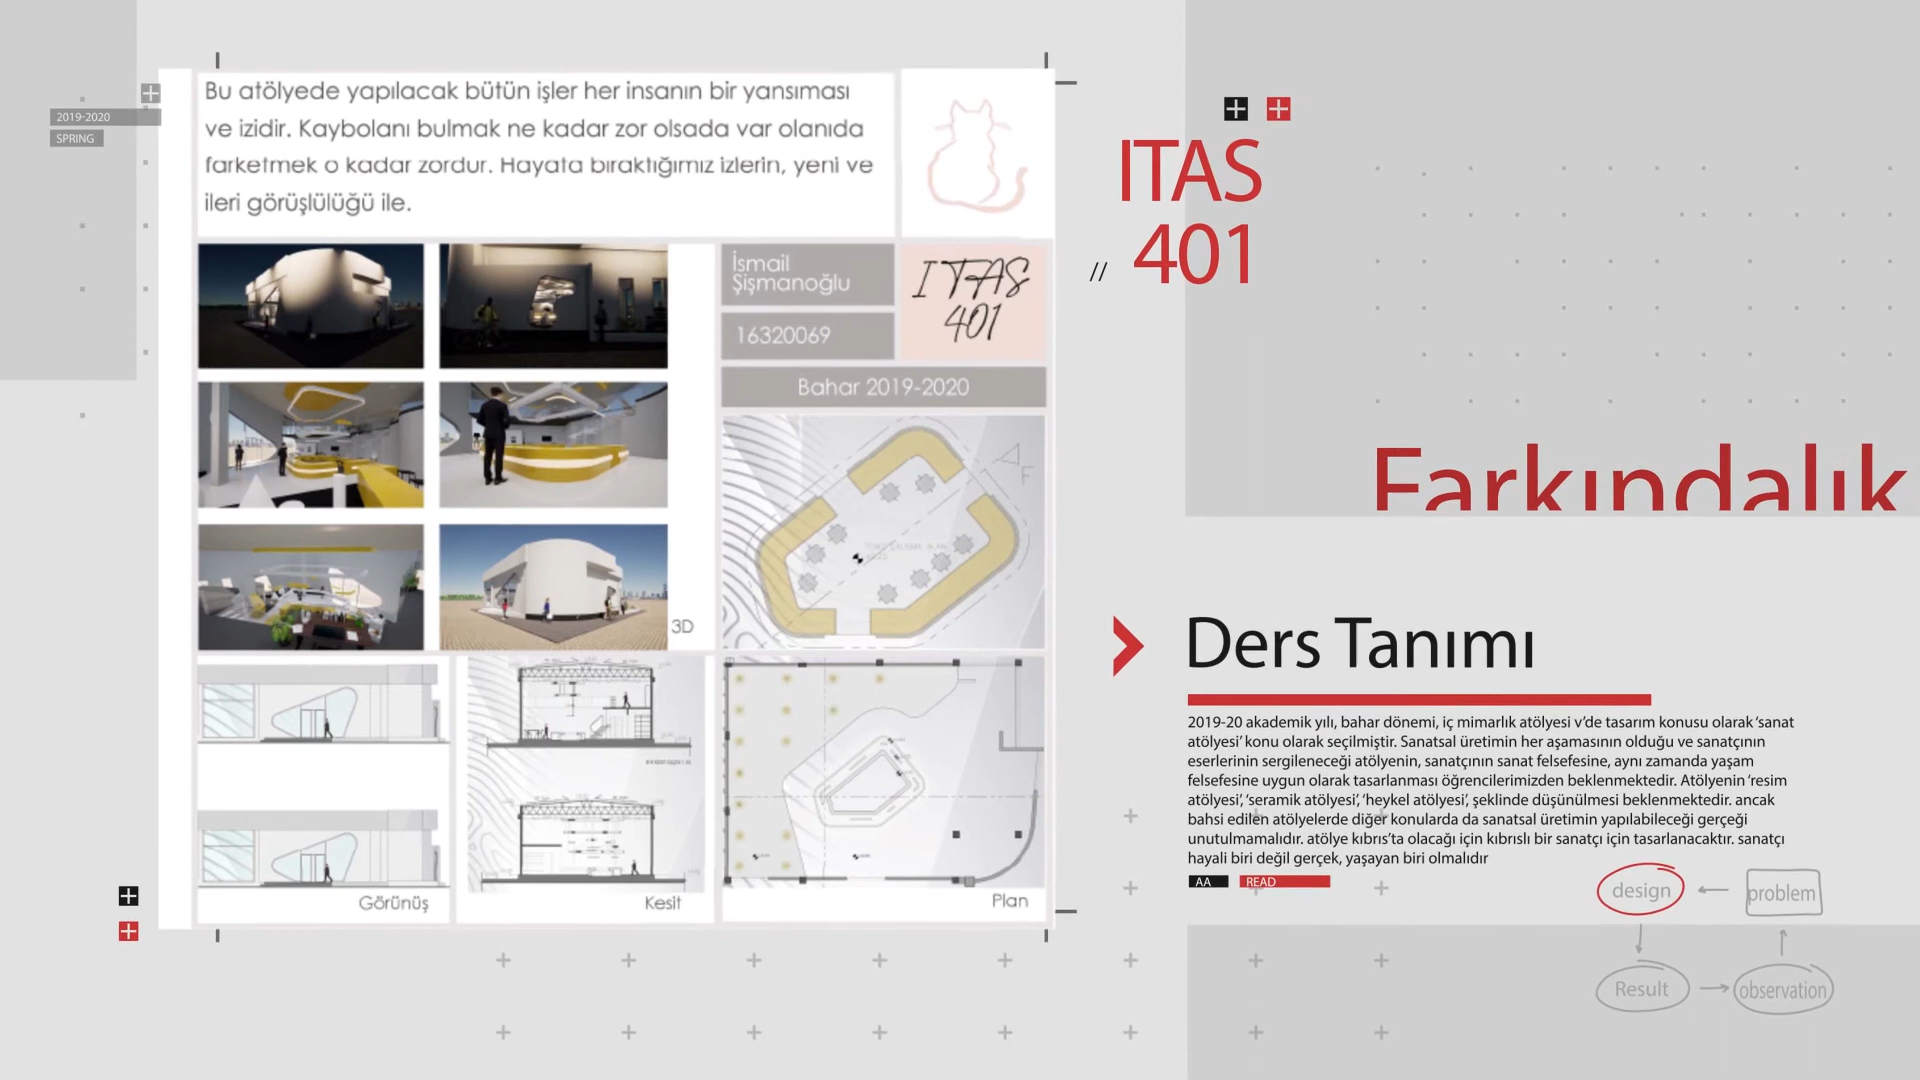 2019-2020
SPRING
Bu atölyede yapılacak bütün işler her insanın bir yansıması
ve izidir. Kaybolanı bulmak ne kadar zor olsada var olanıda
farketmek o kadar zordur. Hayata bıraktığımız izlerin, yeni ve
ileri görüşlülüğü ile.
İsmail
Şişmanoğlu
16320069
ITAS
401
Bahar 2019-2020
3D
Görünüş
Kesit
Plan
ITAS
// 401
Farkındalık
Ders Tanımı
2019-20 akademik yılı, bahar dönemi, iç mimarlık atölyesi v’de tasarım konusu olarak ‘sanat
atölyesi’ konu olarak seçilmiştir. Sanatsal üretimin her aşamasının olduğu ve sanatçının
eserlerinin sergileneceği atölyenin, sanatçının sanat felsefesine, aynı zamanda yaşam
felsefesine uygun olarak tasarlanması öğrencilerimizden beklenmektedir. Atölyenin ‘resim
atölyesi’, ‘seramik atölyesi’, ‘heykel atölyesi’, şeklinde düşünülmesi beklenmektedir. ancak
bahsi edilen atölyelerde diğer konularda da sanatsal üretimin yapılabileceği gerçeği
unutulmamalıdır. atölye kıbrıs’ta olacağı için kıbrıslı bir sanatçı için tasarlanacaktır. sanatçı
hayali biri değil gerçek, yaşayan biri olmalıdır
AA READ
design
problem
Result
observation